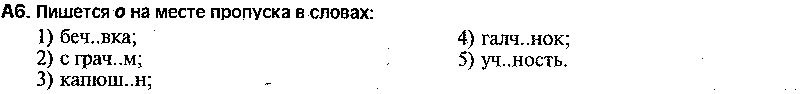 А6. Пишется о на месте пропуска в словах:
1) беч..вка;
2) с грач..м;
3) капюш..н;
4) галч..нок;
5) уч..ность.